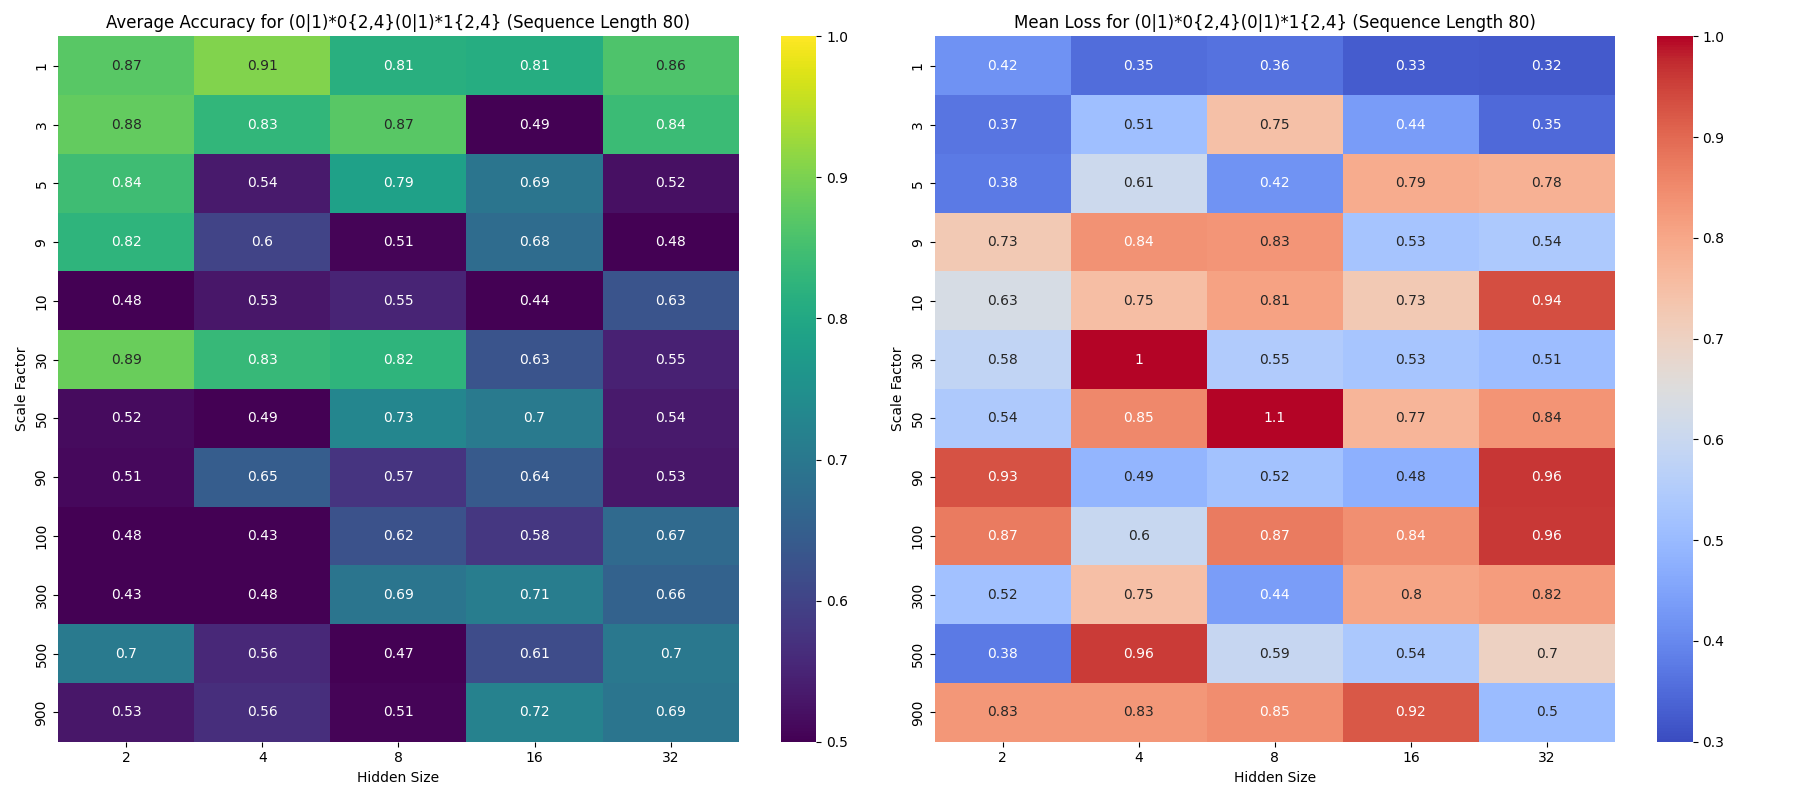 Average Accuracy for (0|1)*0{2,4}(0|1)*1{2,4} (Sequence Length 80)
1 0.87 0.91 0.81 0.81 0.86
3 0.88 0.83 0.87 0.49 0.84
5 0.84 0.54 0.79 0.69 0.52
9 0.82 0.6 0.51 0.68 0.48
10 0.48 0.53 0.55 0.44 0.63
30 0.89 0.83 0.82 0.63 0.55
50 0.52 0.49 0.73 0.7 0.54
90 0.51 0.65 0.57 0.64 0.53
100 0.48 0.43 0.62 0.58 0.67
300 0.43 0.48 0.69 0.71 0.66
500 0.7 0.56 0.47 0.61 0.7
900 0.53 0.56 0.51 0.72 0.69
2 4 8 16 32
Hidden Size
Scale Factor
1.0
0.9
0.8
0.7
0.6
0.5
Mean Loss for (0|1)*0{2,4}(0|1)*1{2,4} (Sequence Length 80)
1 0.42 0.35 0.36 0.33 0.32
3 0.37 0.51 0.75 0.44 0.35
5 0.38 0.61 0.42 0.79 0.78
9 0.73 0.84 0.83 0.53 0.54
10 0.63 0.75 0.81 0.73 0.94
30 0.58 1 0.55 0.53 0.51
50 0.54 0.85 1.1 0.77 0.84
90 0.93 0.49 0.52 0.48 0.96
100 0.87 0.6 0.87 0.84 0.96
300 0.52 0.75 0.44 0.8 0.82
500 0.38 0.96 0.59 0.54 0.7
900 0.83 0.83 0.85 0.92 0.5
2 4 8 16 32
Hidden Size
Scale Factor
1.0
0.9
0.8
0.7
0.6
0.5
0.4
0.3